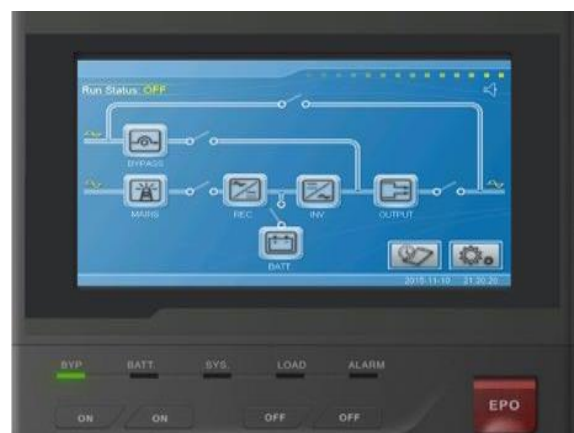 Run Status: OFF
BYPASS
MAINS
REC
INV.
OUTPUT
BATT
2015-11-10 21:20:20
BYP
BATT.
SYS.
LOAD
ALARM
ON
ON
OFF
OFF
EPO